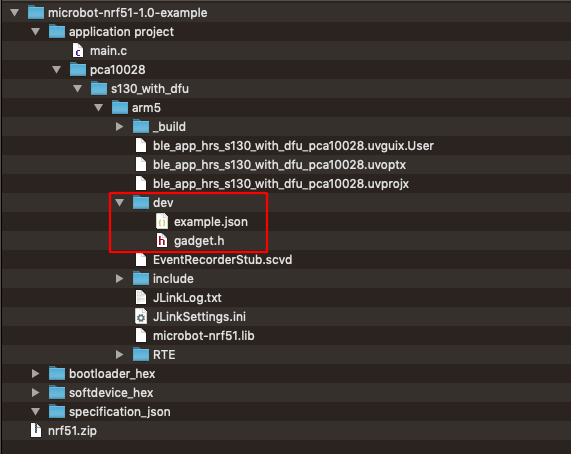 microbot-nrf51-1.0-example
application project
main.c
pca10028
s130_with_dfu
arm5
_build
ble_app_hrs_s130_with_dfu_pca10028.uvguix.User
ble_app_hrs_s130_with_dfu_pca10028.uvoptx
ble_app_hrs_s130_with_dfu_pca10028.uvprojx
dev
example.json
gadget.h
EventRecorderStub.scvd
include
JLinkLog.txt
JLinkSettings.ini
microbot-nrf51.lib
RTE
bootloader_hex
softdevice_hex
specification_json
nrf51.zip